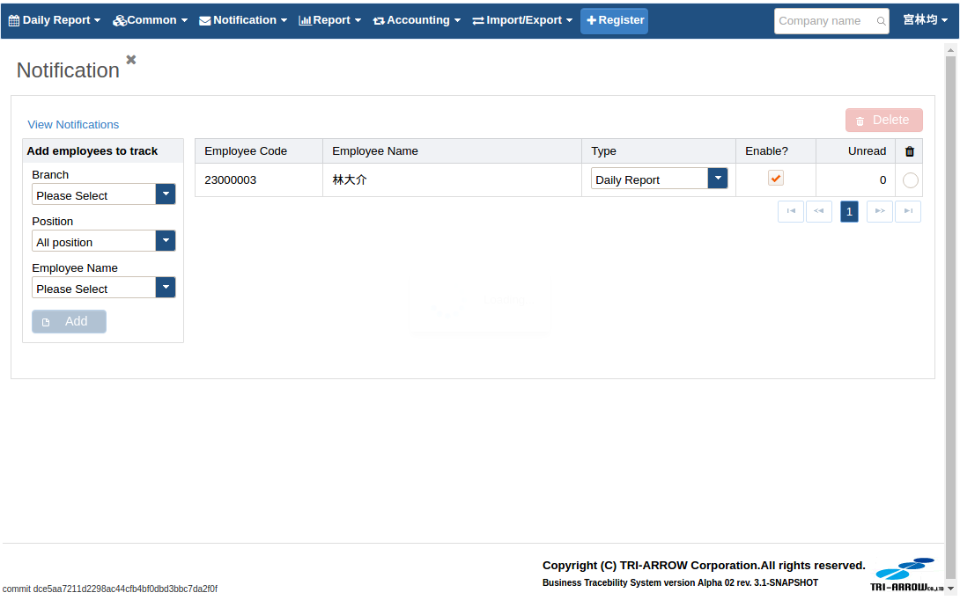 Daily Report Common Notification Report Accounting Import/Export Register Company name 宮林均
Notification
View Notifications
Delete
Add employees to track
Branch
Please Select
Position
All position
Employee Name
Please Select
Add
Employee Code Employee Name Type Enable? Unread
23000003 林大介 Daily Report 0
1
Copyright (C) TRI-ARROW Corporation.All rights reserved.
Business Tracebility System version Alpha 02 rev. 3.1-SNAPSHOT
TRI-ARROW CO.,LTD
commit dce5aa7211d2298ac44cfb4bf0dbd3bbc7da2f0f